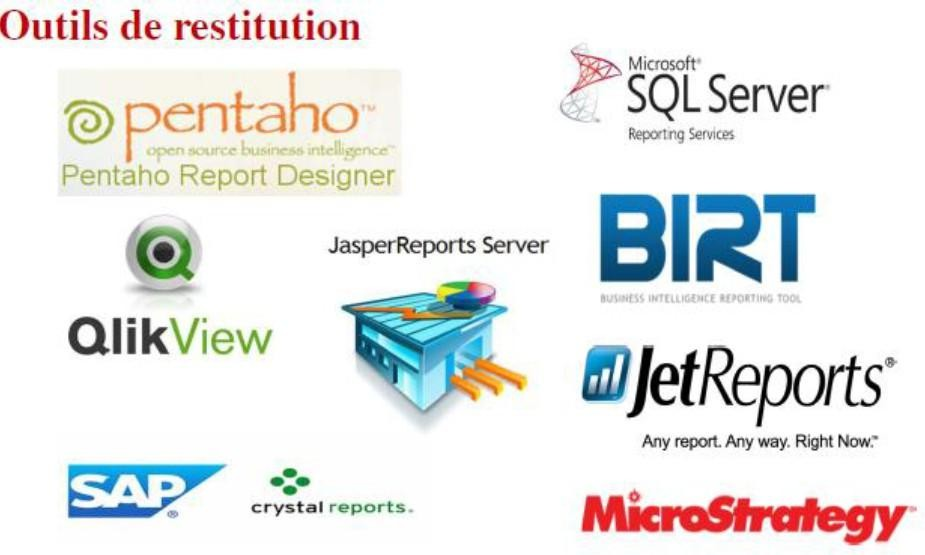 Outils de restitution
pentaho™
open source business intelligence™
Pentaho Report Designer
Microsoft®
SQL Server®
Reporting Services
QlikView
JasperReports Server
BIRT
BUSINESS INTELLIGENCE REPORTING TOOL
JetReports®
Any report. Any way. Right Now.™
SAP®
crystal reports.
MicroStrategy™